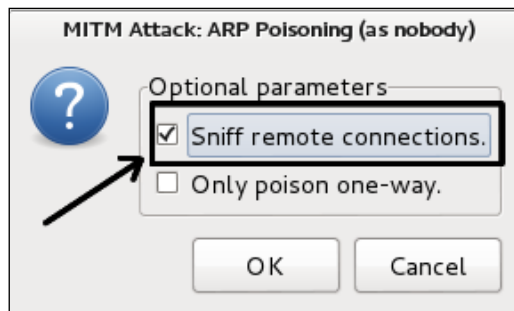 MITM Attack: ARP Poisoning (as nobody)
?
Optional parameters
Sniff remote connections.
Only poison one-way.
OK Cancel